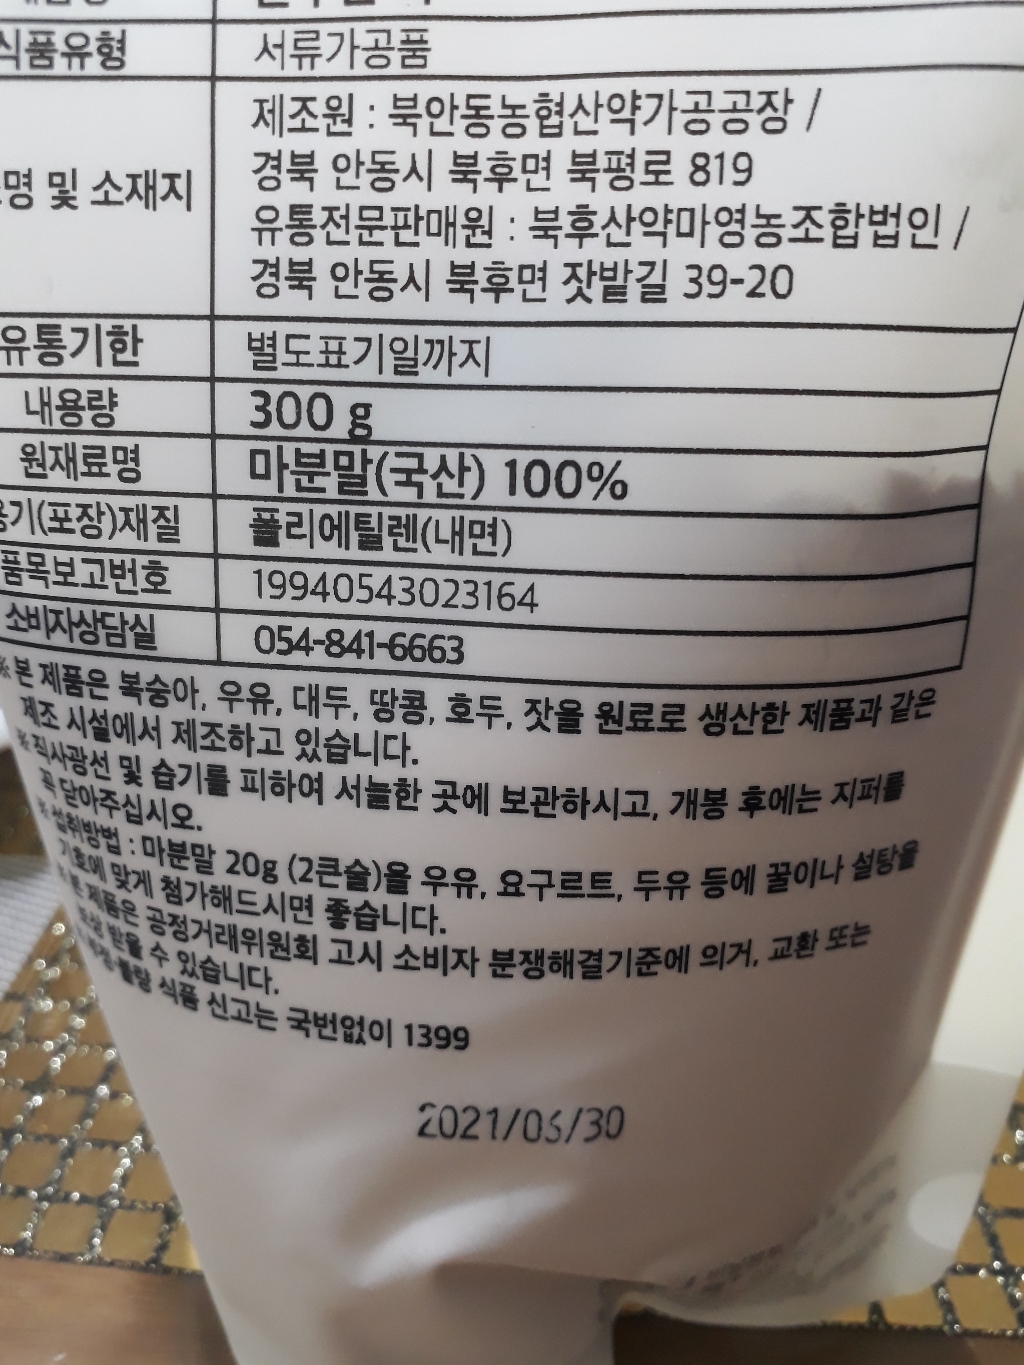 식품유형 서류가공품
명 및 소재지 제조원 : 북안동농협산약가공공장 /
경북 안동시 북후면 북평로 819
유통전문판매원 : 북후산약마영농조합법인 /
경북 안동시 북후면 잣밭길 39-20
유통기한 별도표기일까지
내용량 300 g
원재료명 마분말(국산) 100%
용기(포장)재질 폴리에틸렌(내면)
품목보고번호 19940543023164
소비자상담실 054-841-6663
※본 제품은 복숭아, 우유, 대두, 땅콩, 호두, 잣을 원료로 생산한 제품과 같은
제조 시설에서 제조하고 있습니다.
※직사광선 및 습기를 피하여 서늘한 곳에 보관하시고, 개봉 후에는 지퍼를
꼭 닫아주십시오.
※섭취방법 : 마분말 20g (2큰술)을 우유, 요구르트, 두유 등에 꿀이나 설탕을
기호에 맞게 첨가해드시면 좋습니다.
※본 제품은 공정거래위원회 고시 소비자 분쟁해결기준에 의거, 교환 또는
보상 받을 수 있습니다.
불량 식품 신고는 국번없이 1399
2021/06/30